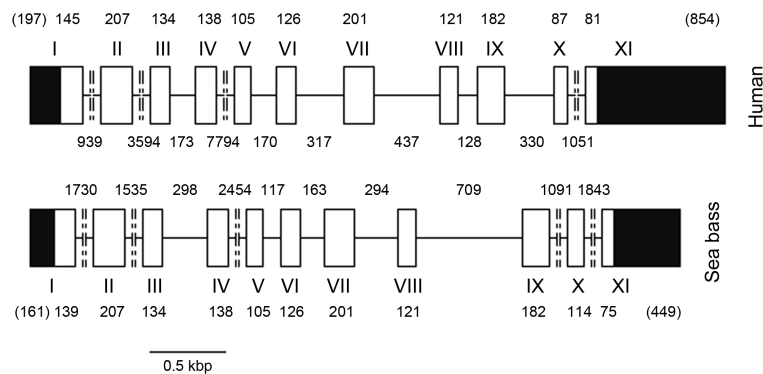 (197) 145 207 134 138 105 126 201 121 182 87 81 (854)
I II III IV V VI VII VIII IX X XI
939 3594 173 7794 170 317 437 128 330 1051
Human
1730 1535 298 2454 117 163 294 709 1091 1843
I II III IV V VI VII VIII IX X XI
(161) 139 207 134 138 105 126 201 121 182 114 75 (449)
Sea bass
0.5 kbp